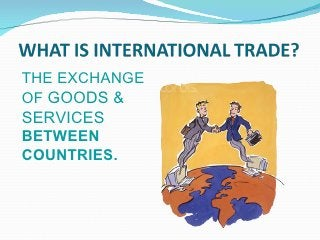 WHAT IS INTERNATIONAL TRADE?
THE EXCHANGE
OF GOODS &
SERVICES
BETWEEN
COUNTRIES.